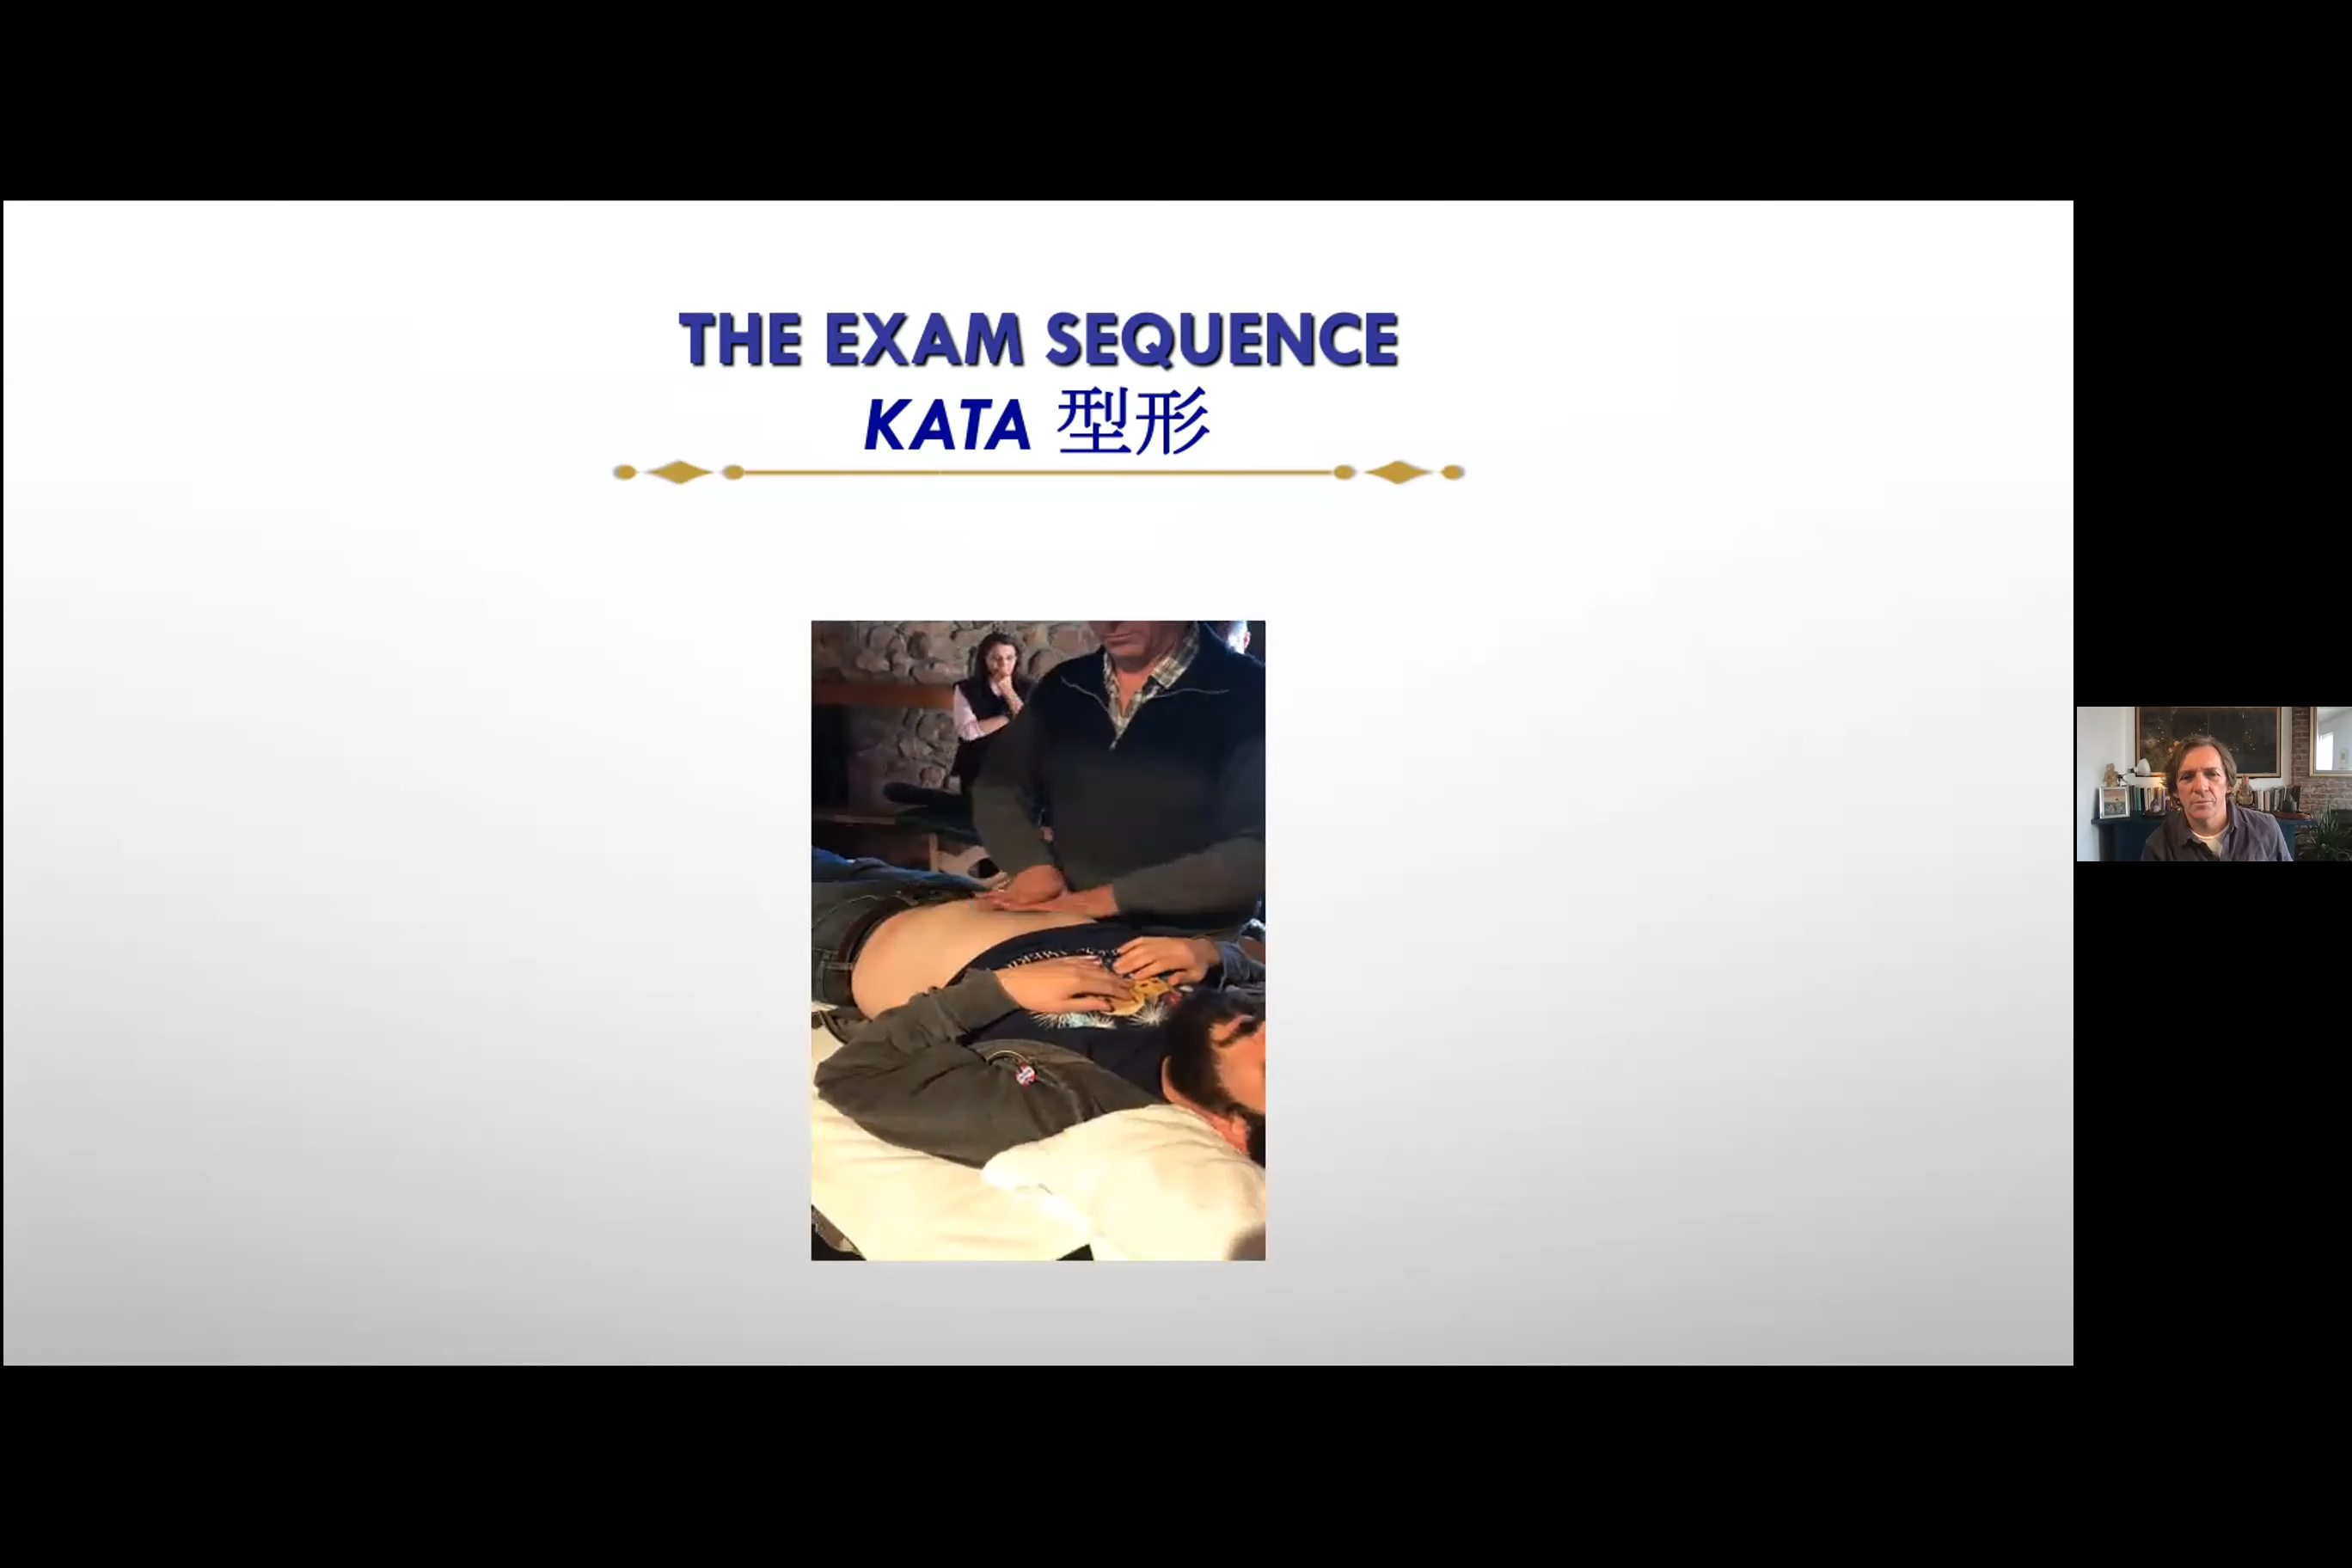 THE EXAM SEQUENCE
KATA 型形